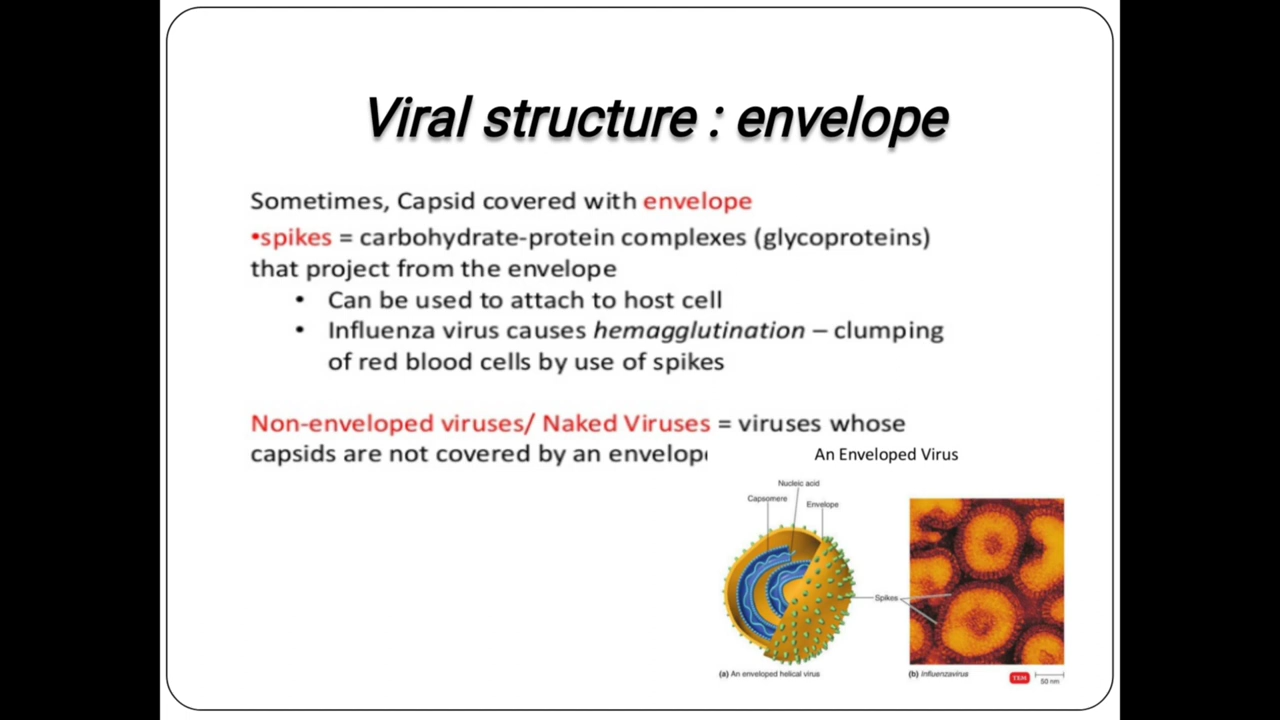 Viral structure : envelope
Sometimes, Capsid covered with envelope
•spikes = carbohydrate-protein complexes (glycoproteins)
that project from the envelope
• Can be used to attach to host cell
• Influenza virus causes hemagglutination – clumping
of red blood cells by use of spikes
Non-enveloped viruses/ Naked Viruses = viruses whose
capsids are not covered by an envelop
An Enveloped Virus
Nucleic acid
Capsomere
Envelope
Spikes
(a) An enveloped helical virus
(b) Influenzavirus
TEM
50 nm